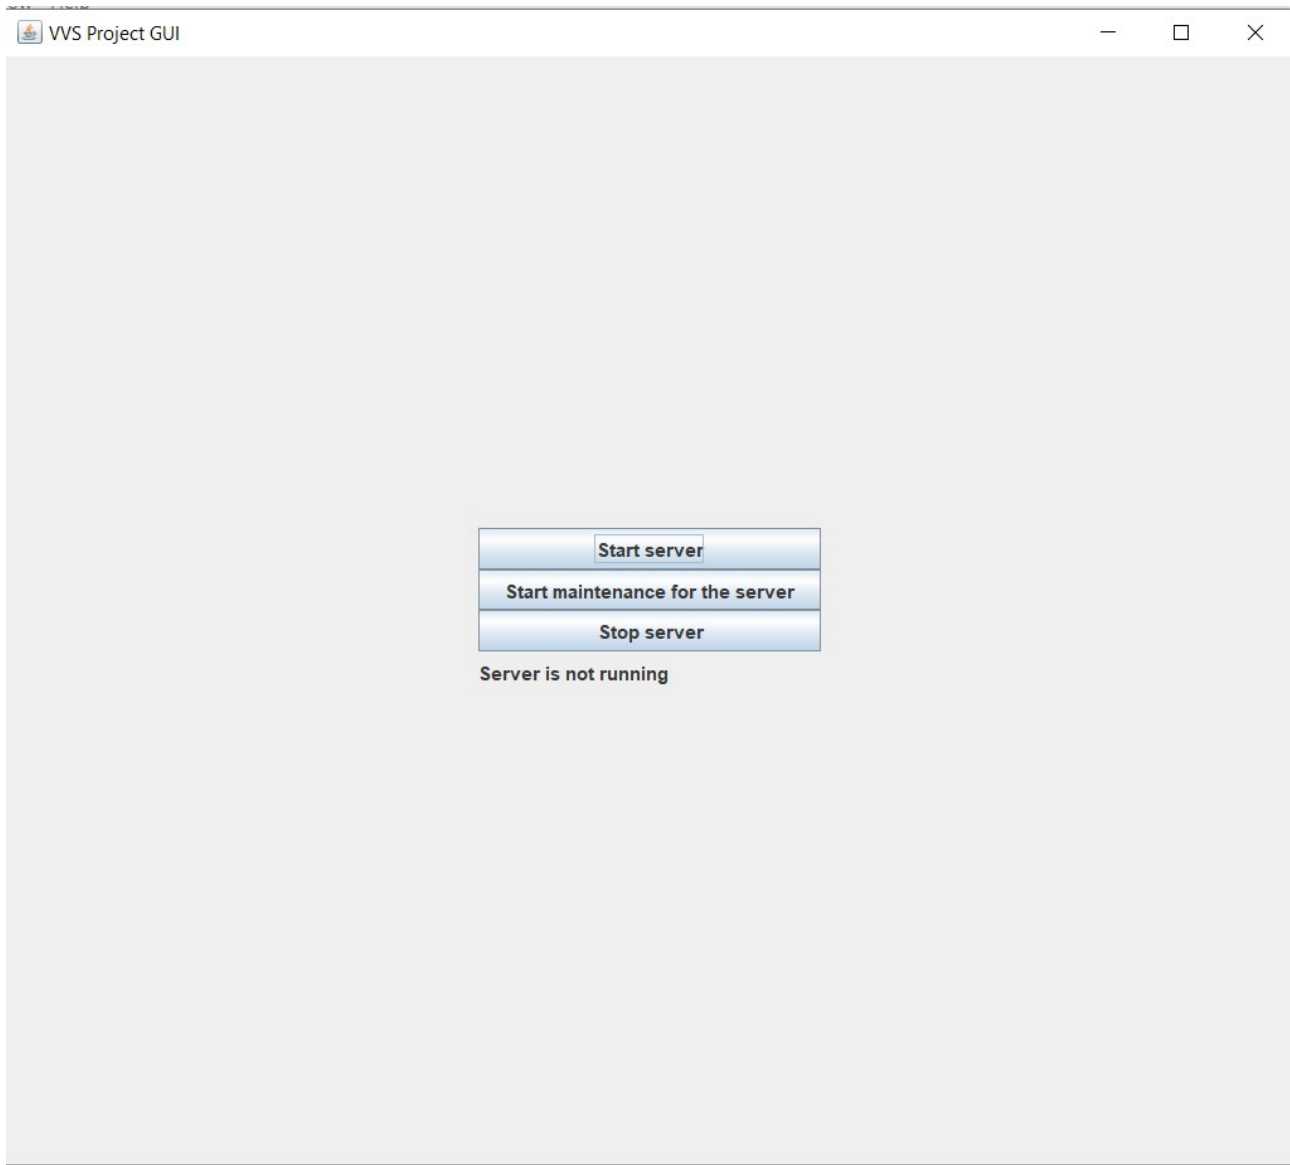 VVS Project GUI
Start server
Start maintenance for the server
Stop server
Server is not running